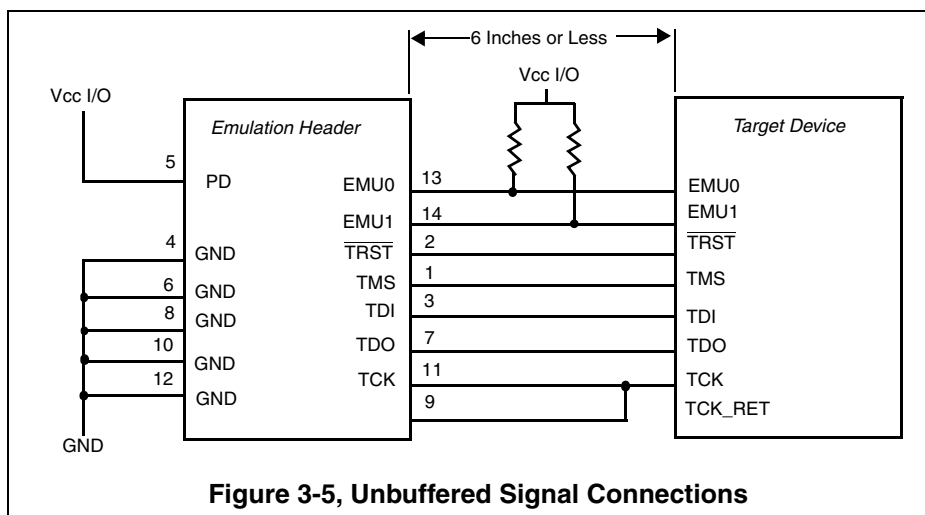 6 Inches or Less
Vcc I/O
Vcc I/O
Emulation Header
Target Device
5
PD
EMU0
13
EMU0
EMU1
14
EMU1
4
GND
TRST
2
TRST
6
GND
TMS
1
TMS
8
GND
TDI
3
TDI
10
GND
TDO
7
TDO
12
GND
TCK
11
TCK
9
TCK_RET
GND
Figure 3-5, Unbuffered Signal Connections